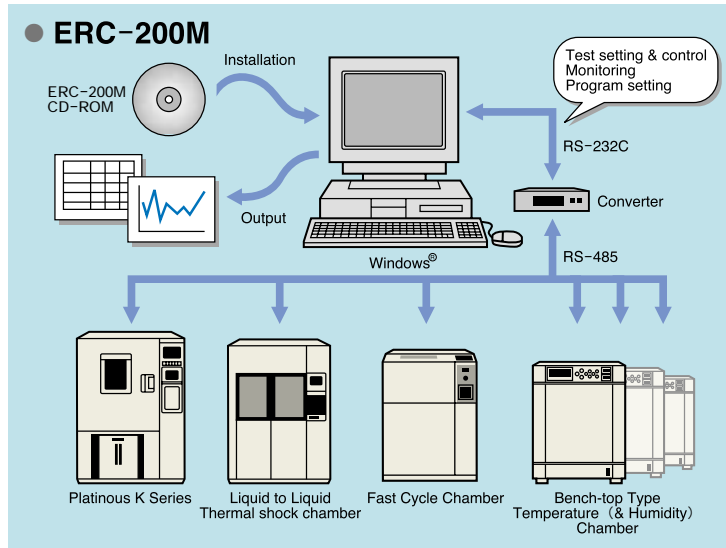 ERC-200M
Installation
ERC-200M
CD-ROM
Test setting & control
Monitoring
Program setting
RS-232C
Converter
Output
Windows®
RS-485
Platinous K Series
Liquid to Liquid
Thermal shock chamber
Fast Cycle Chamber
Bench-top Type
Temperature (& Humidity)
Chamber